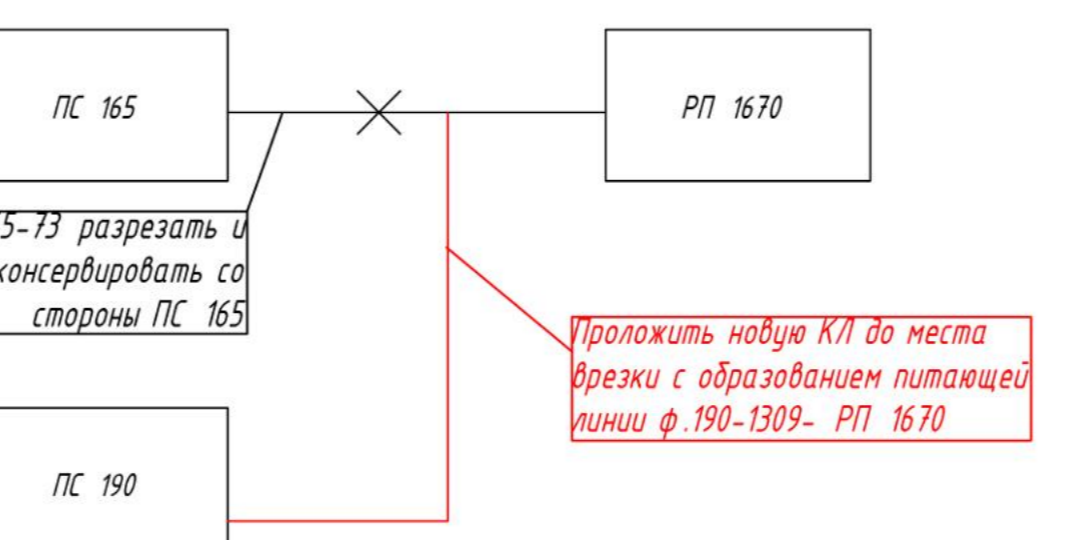 ПС 165
РП 1670
5-73 разрезать и
консервировать со
стороны ПС 165
Проложить новую КЛ до места
врезки с образованием питающей
линии ф.190-1309- РП 1670
ПС 190